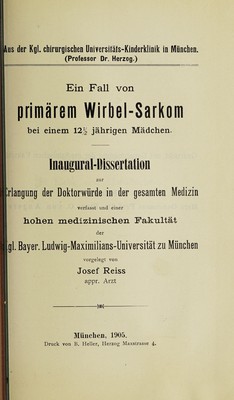 Aus der Kgl. chirurgischen Universitäts-Kinderklinik in München.
(Professor Dr. Herzog.)
Ein Fall von
primärem Wirbel-Sarkom
bei einem 12½ jährigen Mädchen.
Inaugural-Dissertation
zur
Erlangung der Doktorwürde in der gesamten Medizin
verfasst und einer
hohen medizinischen Fakultät
der
gl. Bayer. Ludwig-Maximilians-Universität zu München
vorgelegt von
Josef Reiss
appr. Arzt
München, 1905.
Druck von B. Heller, Herzog Maxstrasse 4.